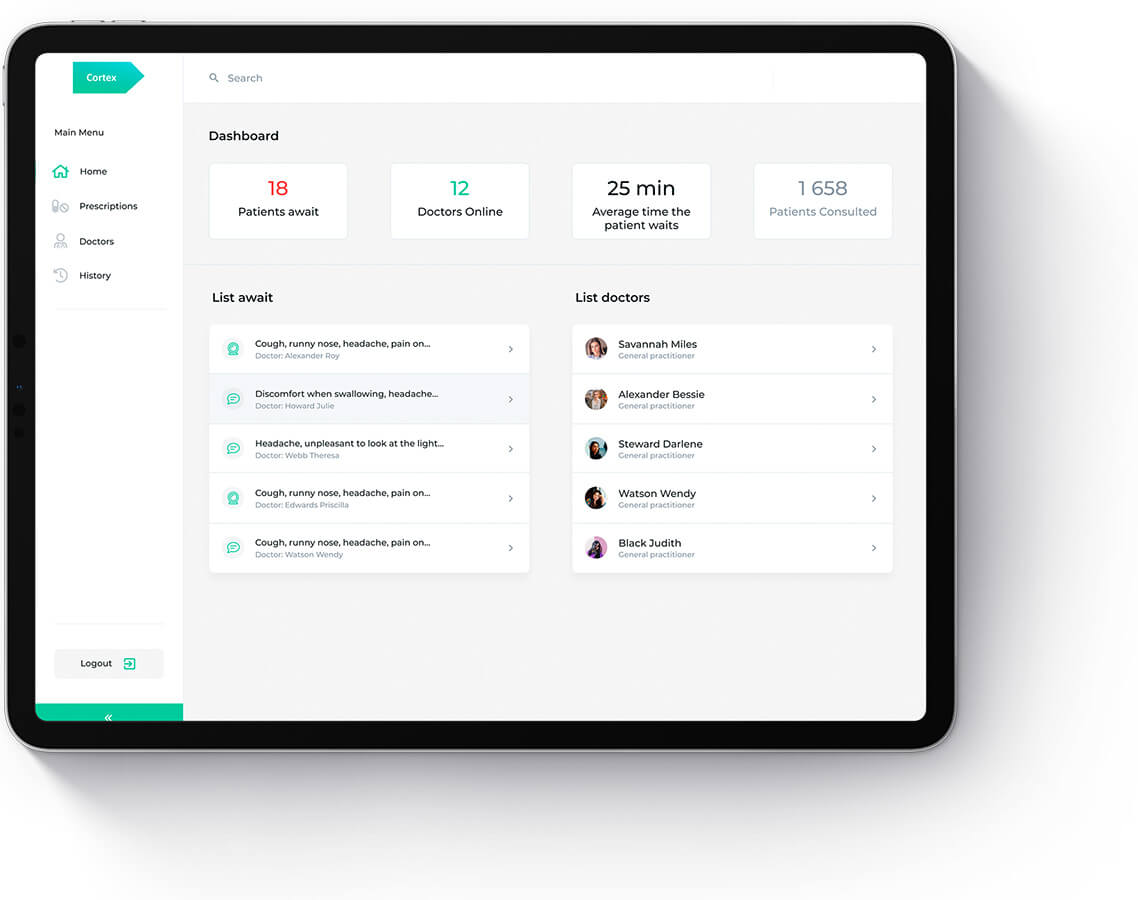 Cortex
Search
Main Menu
Home
Prescriptions
Doctors
History
Logout
«
Dashboard
18
Patients await
12
Doctors Online
25 min
Average time the
patient waits
1 658
Patients Consulted
List await
Cough, runny nose, headache, pain on...
Doctor: Alexander Roy
Discomfort when swallowing, headache...
Doctor: Howard Julie
Headache, unpleasant to look at the light...
Doctor: Webb Theresa
Cough, runny nose, headache, pain on...
Doctor: Edwards Priscilla
Cough, runny nose, headache, pain on...
Doctor: Watson Wendy
List doctors
Savannah Miles
General practitioner
Alexander Bessie
General practitioner
Steward Darlene
General practitioner
Watson Wendy
General practitioner
Black Judith
General practitioner